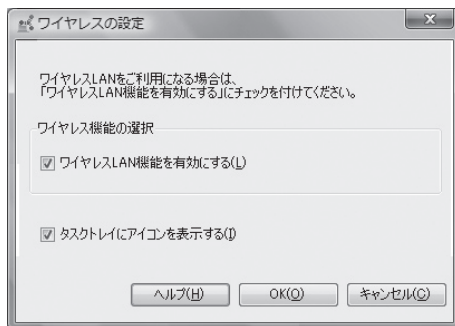 ワイヤレスの設定
ワイヤレスLANをご利用になる場合は、
「ワイヤレスLAN機能を有効にする」にチェックを付けてください。
ワイヤレス機能の選択
ワイヤレスLAN機能を有効にする(L)
タスクトレイにアイコンを表示する(I)
ヘルプ(H) OK(O) キャンセル(C)